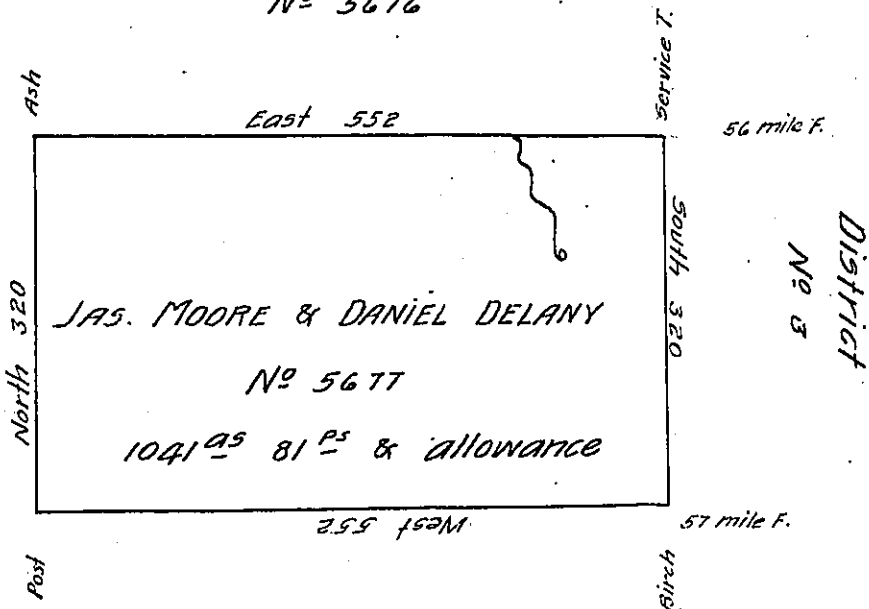 Nº 5676
Ash
Service T.
East 552
56 mile F.
North 320
South 320
District
Nº 3
JAS. MOORE & DANIEL DELANY
Nº 5677
1041 as 81 ps & allowance
West 552
57 mile F.
Post
Birch